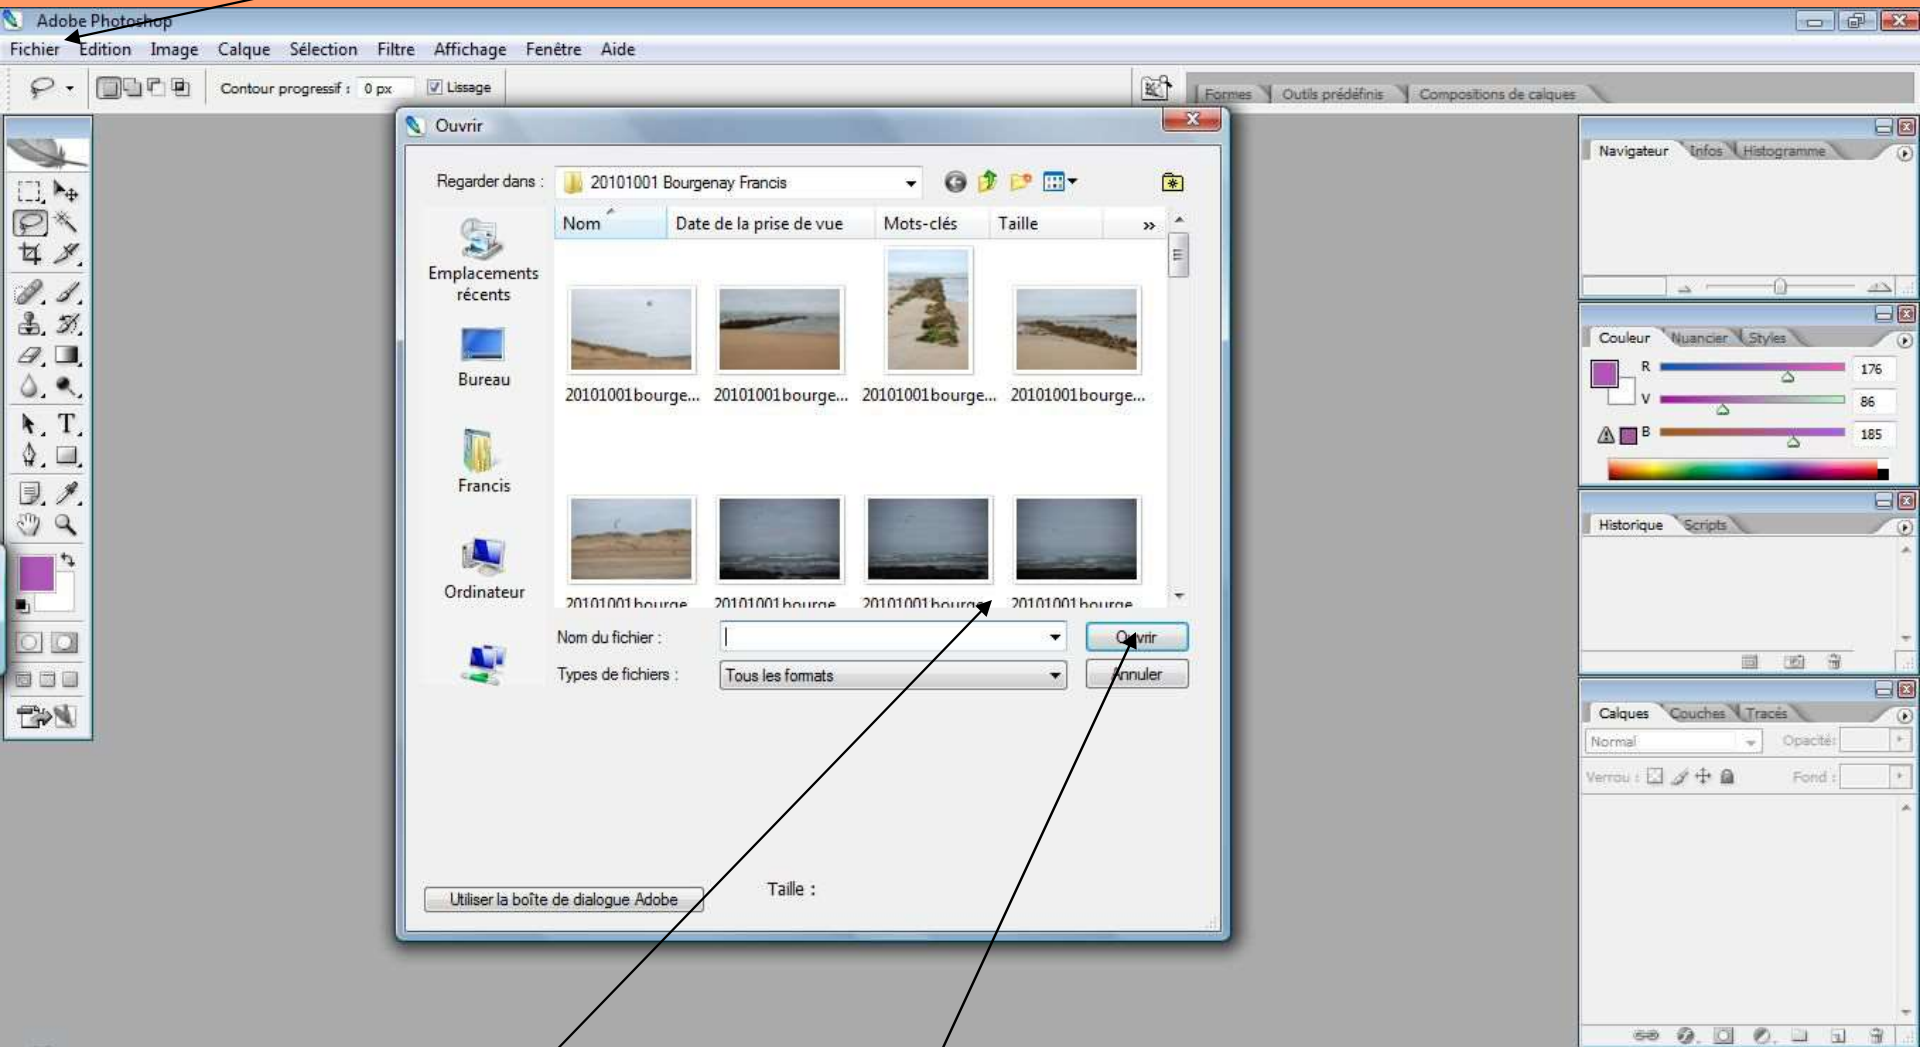 Adobe Photoshop
Fichier Edition Image Calque Sélection Filtre Affichage Fenêtre Aide
Contour progressif : 0 px Lissage
Formes Outils prédéfinis Compositions de calques
Ouvrir
Regarder dans : 20101001 Bourgenay Francis
Nom Date de la prise de vue Mots-clés Taille »
Emplacements
récents
Bureau
Francis
Ordinateur
20101001bourge... 20101001bourge... 20101001bourge... 20101001bourge...
20101001bourge 20101001bourge 20101001bourge 20101001bourge
Nom du fichier : Ouvrir
Types de fichiers : Tous les formats Annuler
Utiliser la boîte de dialogue Adobe Taille :
Navigateur Infos Histogramme
Couleur Nuancier Styles
R 176
V 86
B 185
Historique Scripts
Calques Couches Tracés
Normal Opacité:
Verrou : Fond :
T